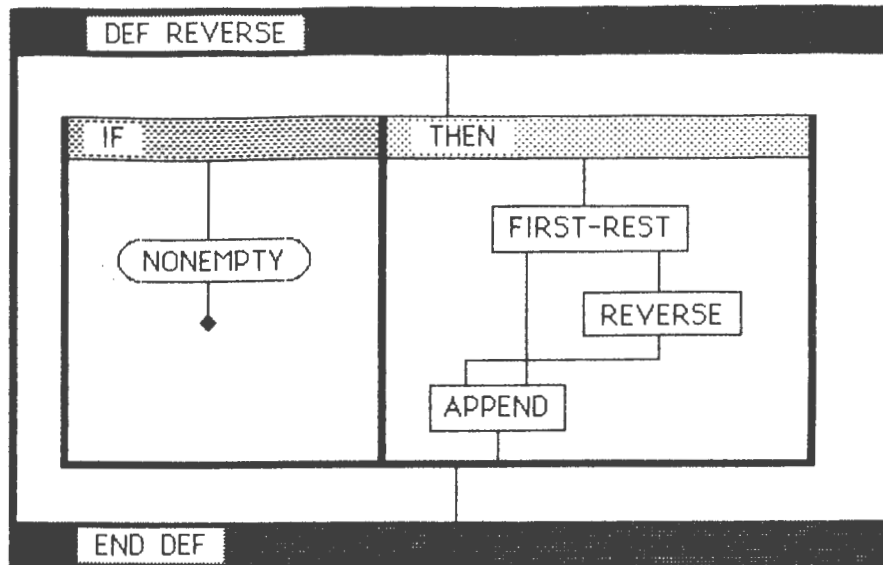 DEF REVERSE
IF
THEN
FIRST-REST
NONEMPTY
REVERSE
APPEND
END DEF